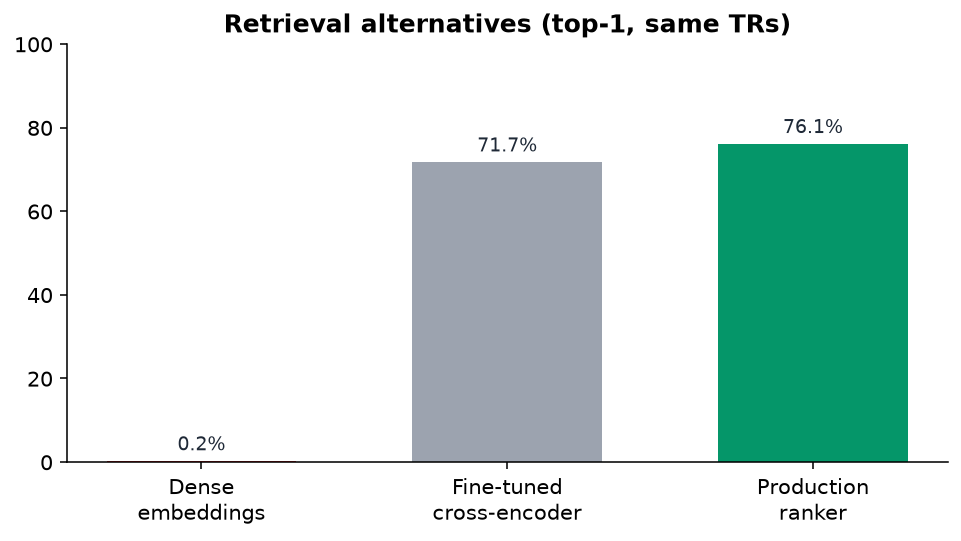 Retrieval alternatives (top-1, same TRs)
100
80
60
40
20
0
0.2%
71.7%
76.1%
Dense
embeddings
Fine-tuned
cross-encoder
Production
ranker